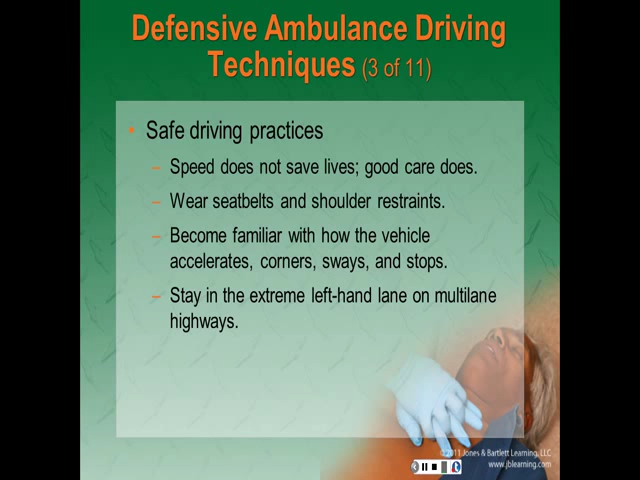 Defensive Ambulance Driving
Techniques (3 of 11)
• Safe driving practices
– Speed does not save lives; good care does.
– Wear seatbelts and shoulder restraints.
– Become familiar with how the vehicle
accelerates, corners, sways, and stops.
– Stay in the extreme left-hand lane on multilane
highways.
© 2011 Jones & Bartlett Learning, LLC
www.jblearning.com